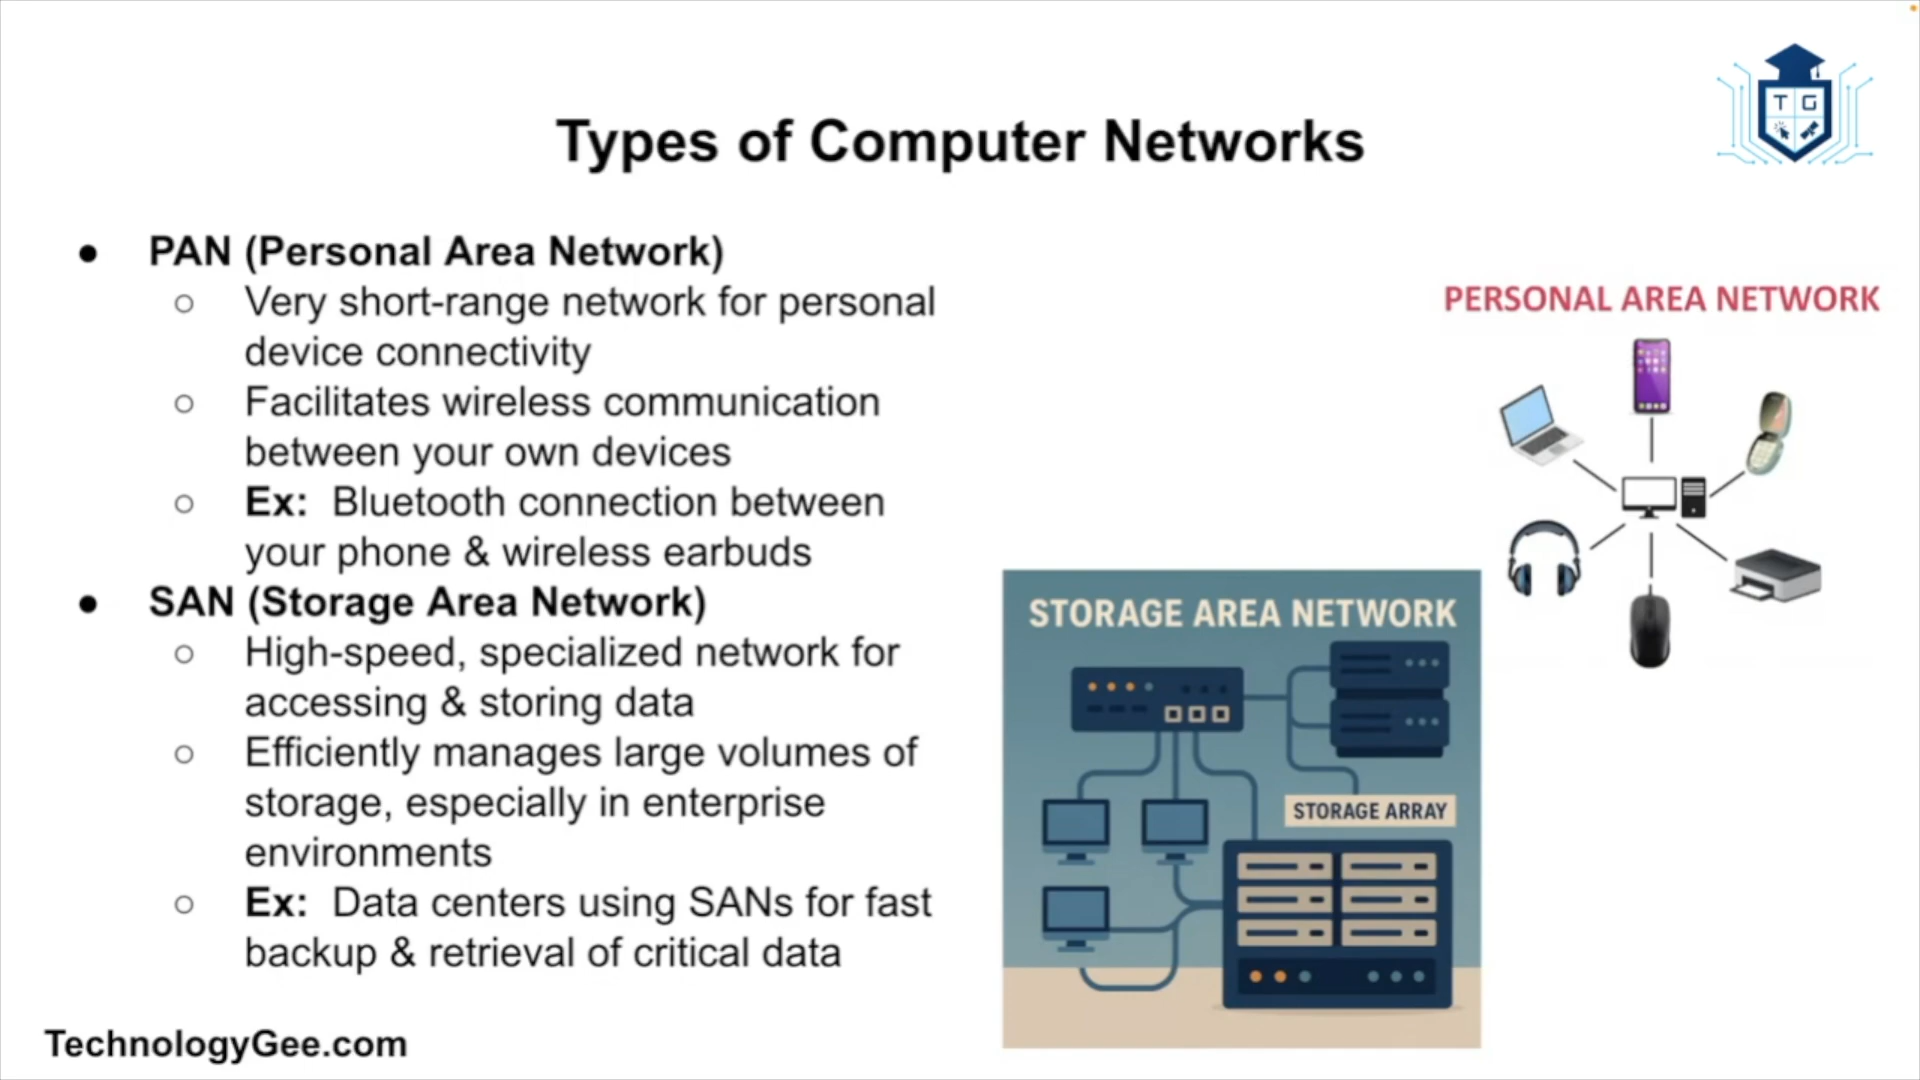 Types of Computer Networks
T G
● PAN (Personal Area Network)
○ Very short-range network for personal
device connectivity
○ Facilitates wireless communication
between your own devices
○ Ex: Bluetooth connection between
your phone & wireless earbuds
● SAN (Storage Area Network)
○ High-speed, specialized network for
accessing & storing data
○ Efficiently manages large volumes of
storage, especially in enterprise
environments
○ Ex: Data centers using SANs for fast
backup & retrieval of critical data
PERSONAL AREA NETWORK
STORAGE AREA NETWORK
STORAGE ARRAY
TechnologyGee.com